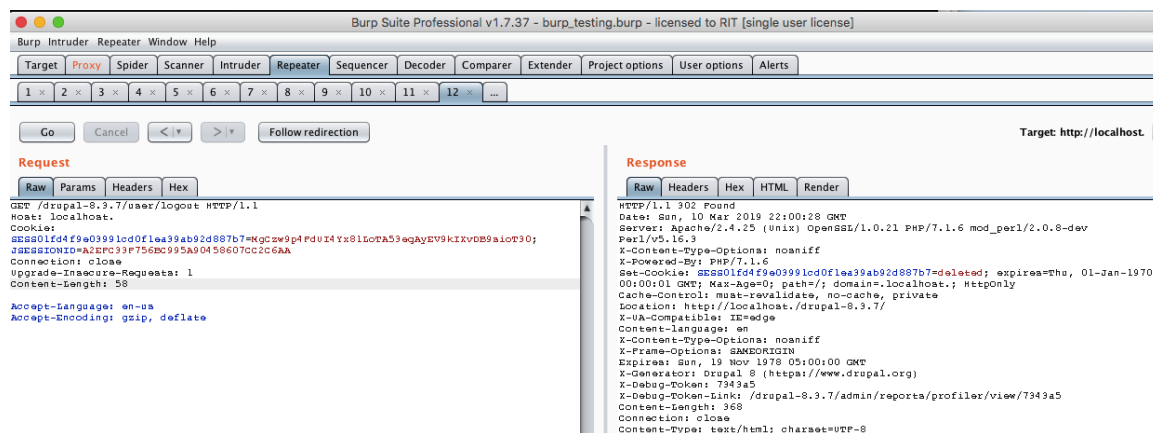 Burp Suite Professional v1.7.37 - burp_testing.burp - licensed to RIT [single user license]
Burp Intruder Repeater Window Help
Target Proxy Spider Scanner Intruder Repeater Sequencer Decoder Comparer Extender Project options User options Alerts
1 × 2 × 3 × 4 × 5 × 6 × 7 × 8 × 9 × 10 × 11 × 12 × ...
Go Cancel < > Follow redirection Target: http://localhost.
Request
Raw Params Headers Hex
GET /drupal-8.3.7/user/logout HTTP/1.1
Host: localhost.
Cookie:
Connection: close
Upgrade-Insecure-Requests: 1
Content-Length: 58
Accept-Language: en-us
Accept-Encoding: gzip, deflate
Response
Raw Headers Hex HTML Render
HTTP/1.1 302 Found
Date: Sun, 10 Mar 2019 22:00:28 GMT
Server: Apache/2.4.25 (Unix) OpenSSL/1.0.21 PHP/7.1.6 mod_perl/2.0.8-dev
Perl/v5.16.3
X-Content-Type-Options: nosniff
X-Powered-By: PHP/7.1.6
Set-Cookie: SESS01fd4f9e03991cd0f1ea39ab92d887b7=deleted; expires=Thu, 01-Jan-1970
00:00:01 GMT; Max-Age=0; path=/; domain=.localhost.; HttpOnly
Cache-Control: must-revalidate, no-cache, private
Location: http://localhost./drupal-8.3.7/
X-UA-Compatible: IE=edge
Content-language: en
X-Content-Type-Options: nosniff
X-Frame-Options: SAMEORIGIN
Expires: Sun, 19 Nov 1978 05:00:00 GMT
X-Generator: Drupal 8 (https://www.drupal.org)
X-Debug-Token: 7343a5
X-Debug-Token-Link: /drupal-8.3.7/admin/reports/profiler/view/7343a5
Content-Length: 368
Connection: close
Content-Type: text/html; charset=UTF-8